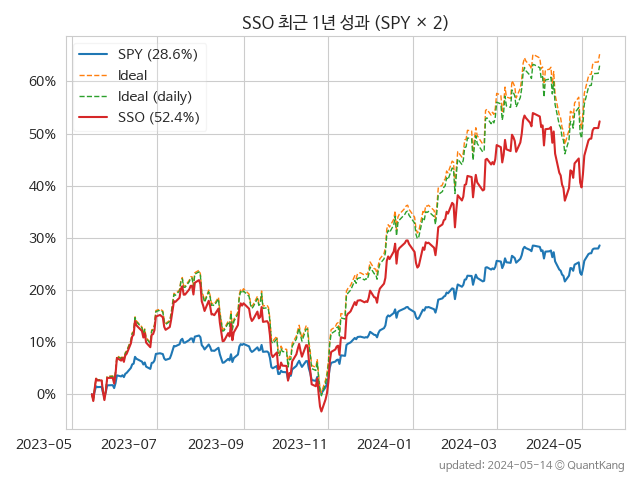 SSO 최근 1년 성과 (SPY × 2)
SPY (28.6%)
Ideal
Ideal (daily)
SSO (52.4%)
60%
50%
40%
30%
20%
10%
0%
2023-05 2023-07 2023-09 2023-11 2024-01 2024-03 2024-05
updated: 2024-05-14 © QuantKang